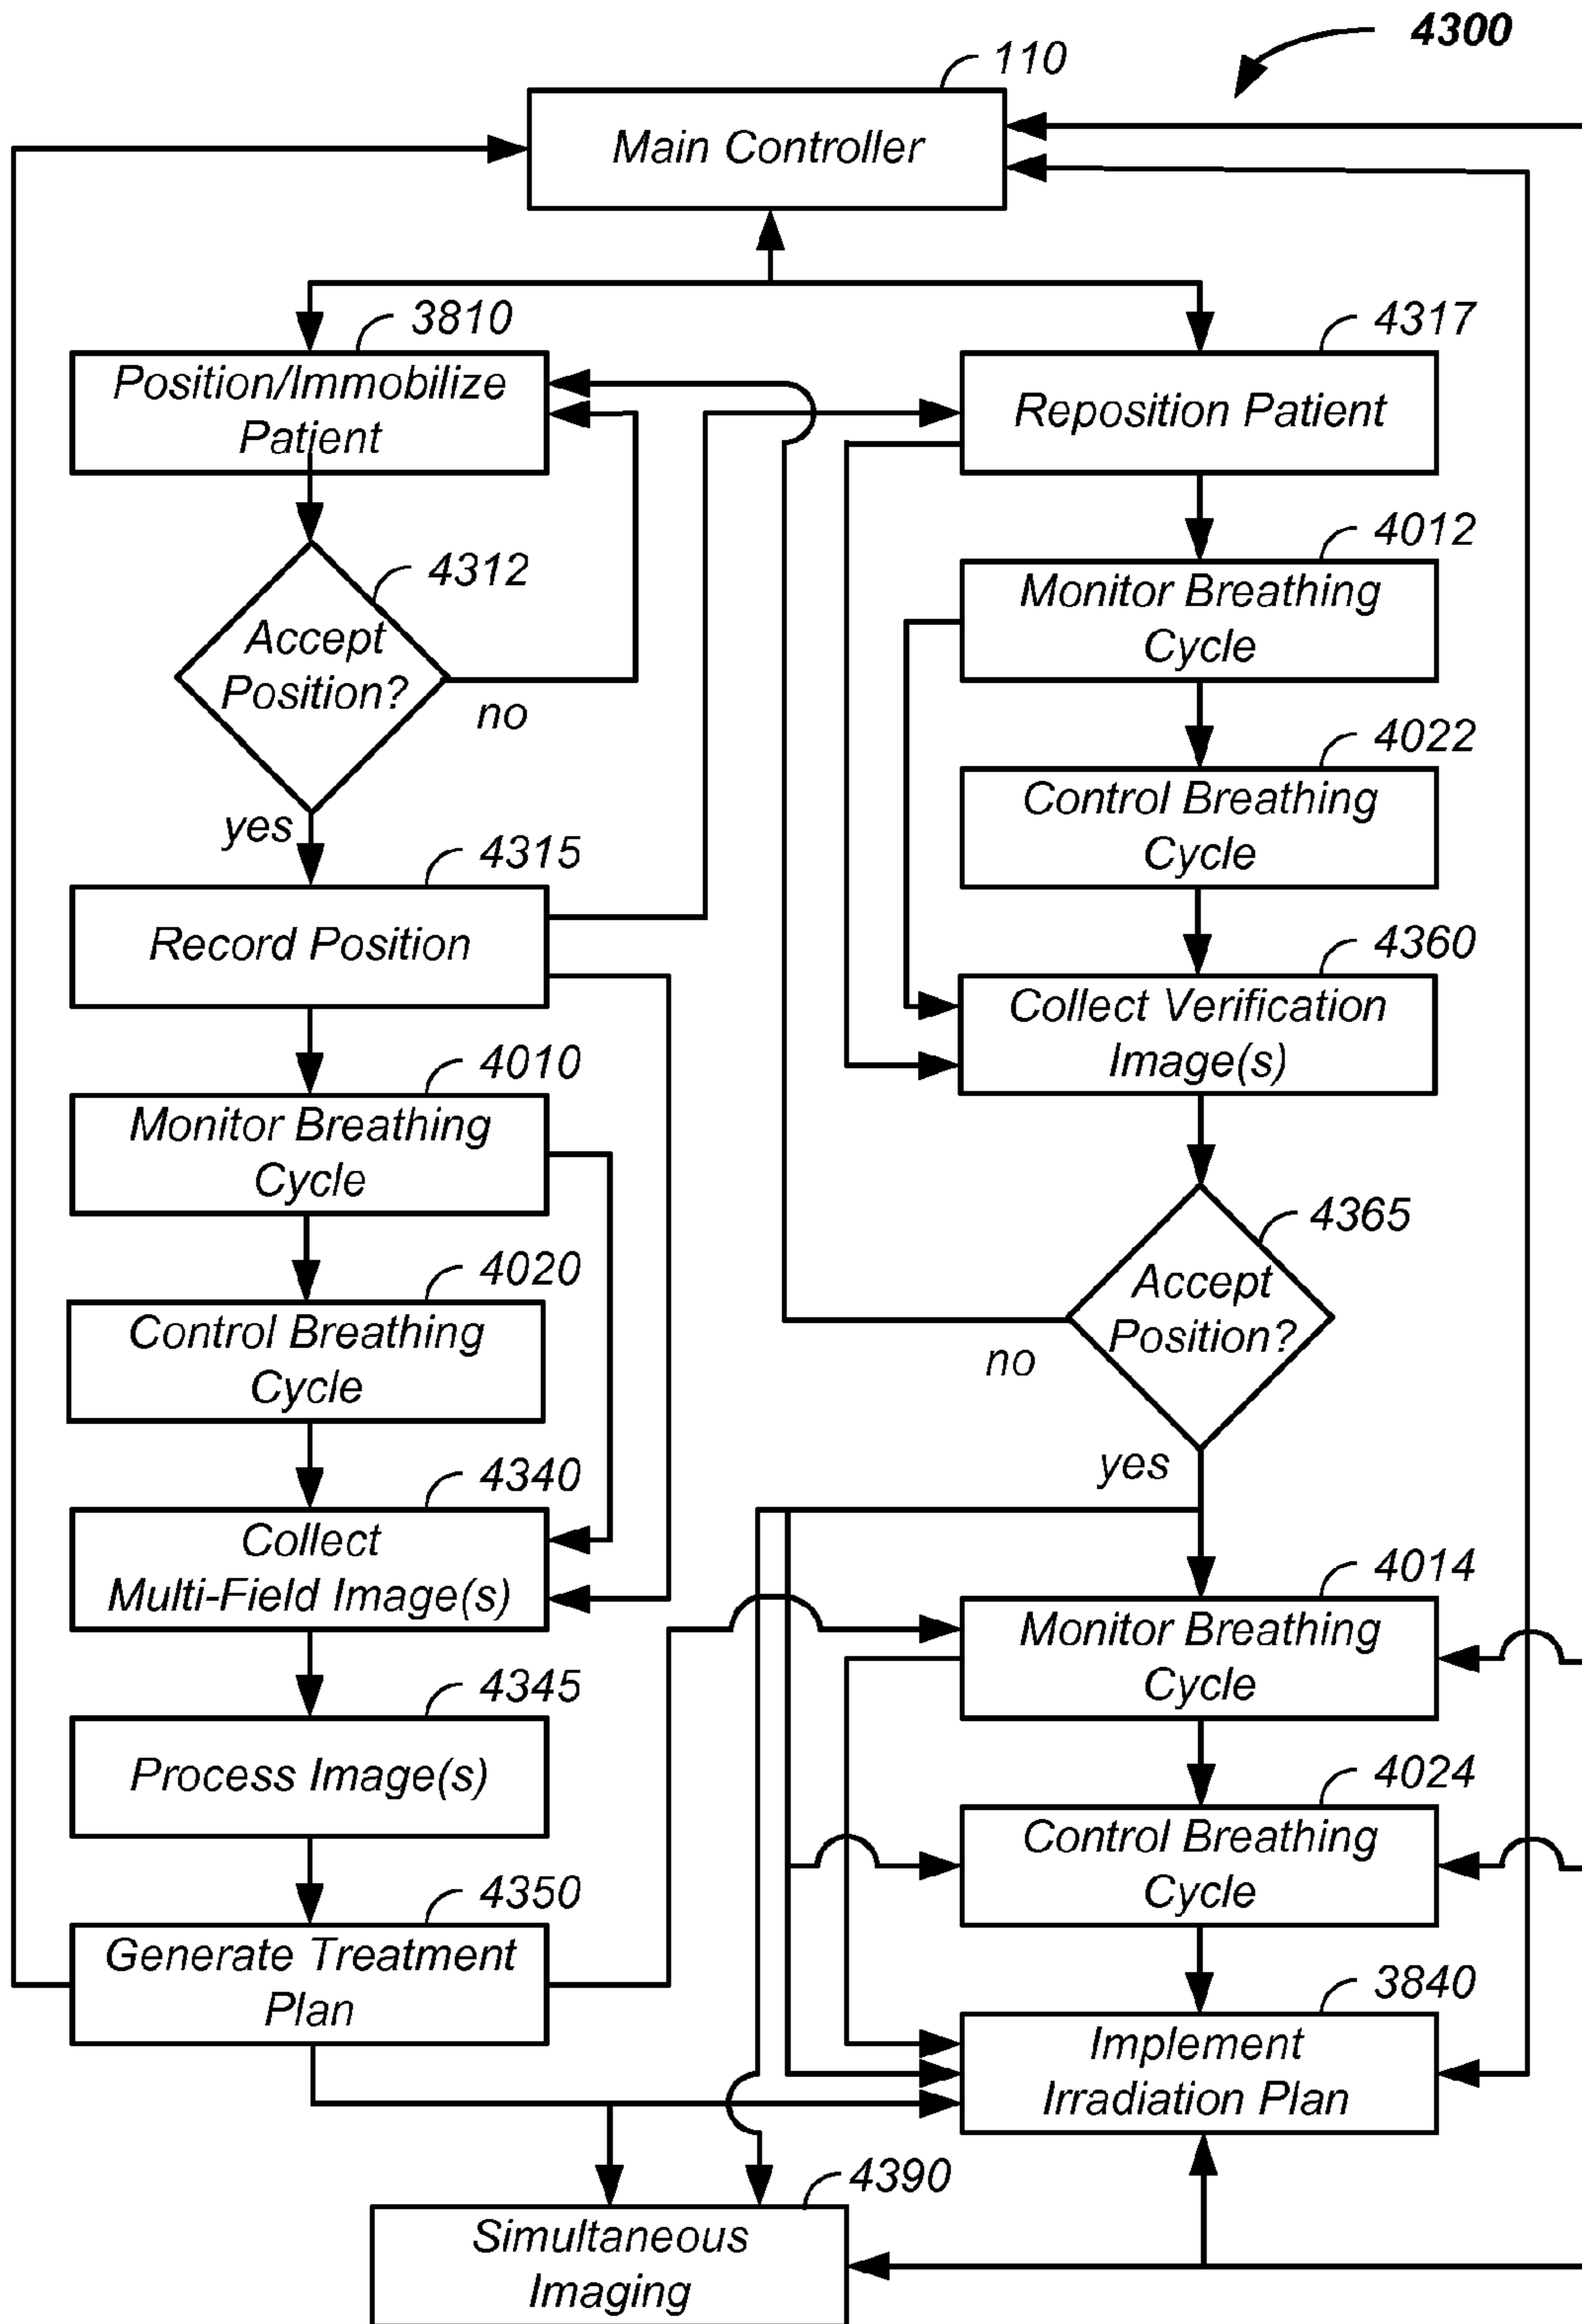 4300
110
Main Controller
3810
Position/Immobilize
Patient
4317
Reposition Patient
4312
Accept
Position?
no
yes
4012
Monitor Breathing
Cycle
4022
Control Breathing
Cycle
4315
Record Position
4360
Collect Verification
Image(s)
4010
Monitor Breathing
Cycle
4365
Accept
Position?
no
yes
4020
Control Breathing
Cycle
4340
Collect
Multi-Field Image(s)
4014
Monitor Breathing
Cycle
4345
Process Image(s)
4024
Control Breathing
Cycle
4350
Generate Treatment
Plan
3840
Implement
Irradiation Plan
4390
Simultaneous
Imaging